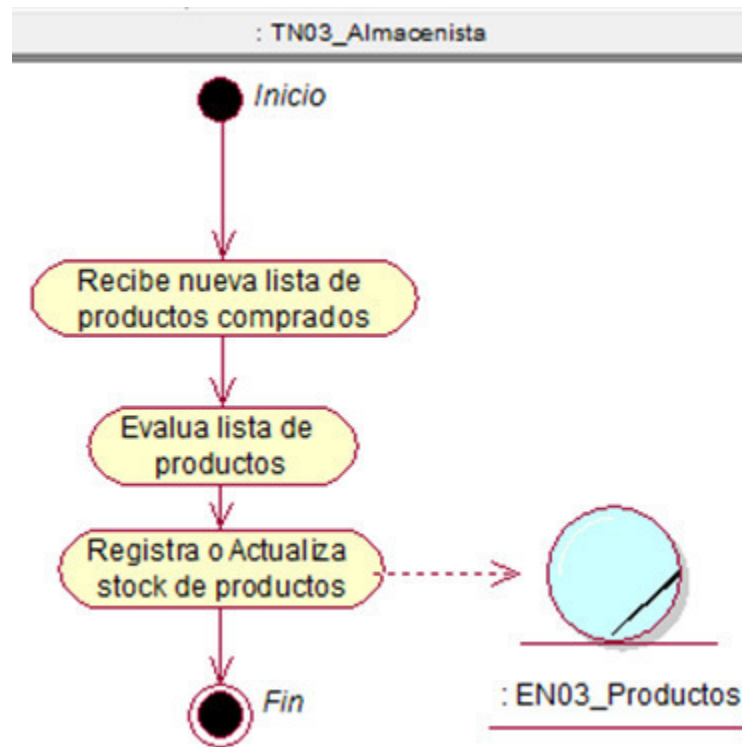 : TN03_Almacenista
Inicio
Recibe nueva lista de
productos comprados
Evalua lista de
productos
Registra o Actualiza
stock de productos
Fin
: EN03_Productos